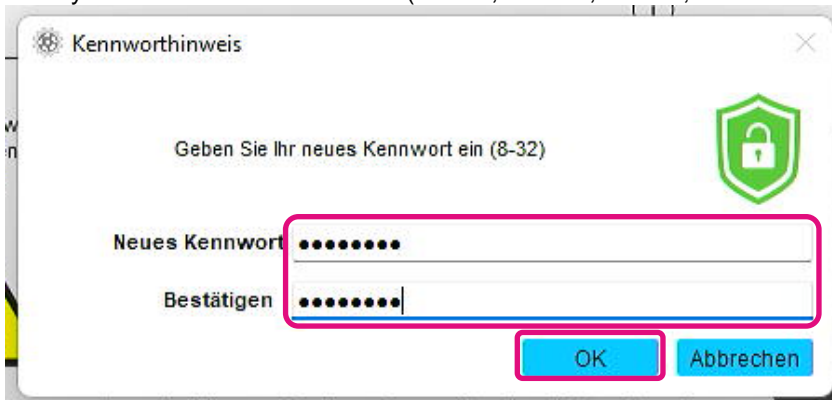 Kennworthinweis
Geben Sie Ihr neues Kennwort ein (8-32)
Neues Kennwort ••••••••
Bestätigen ••••••••
OK Abbrechen